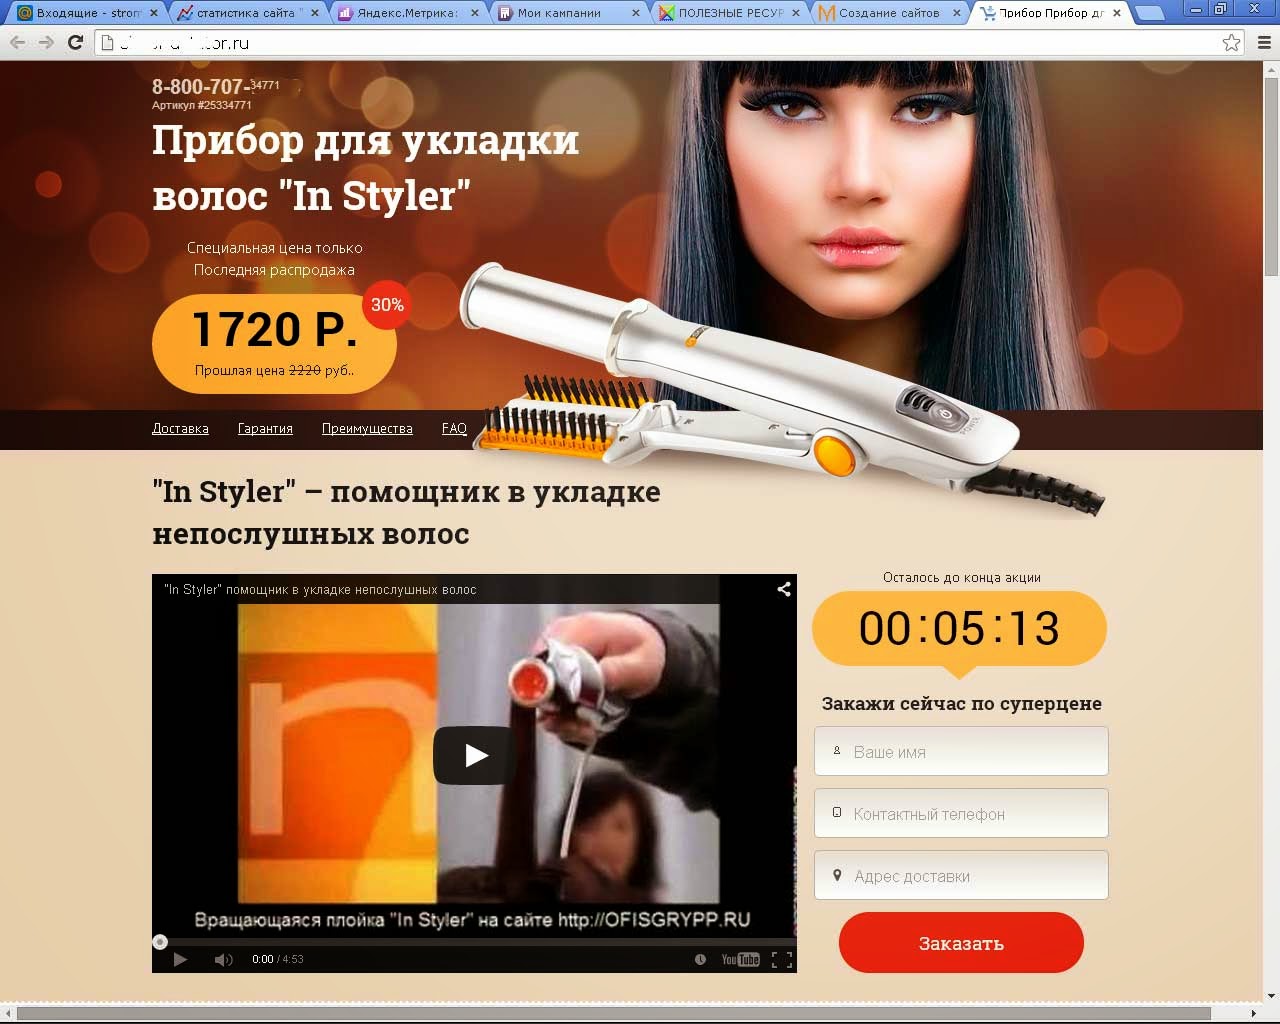 Входящие - stron
статистика сайта "
Яндекс.Метрика:
Мои кампании
ПОЛЕЗНЫЕ РЕСУР
Создание сайтов
Прибор Прибор дл
tor.ru
8-800-707-34771
Артикул #25334771
Прибор для укладки
волос "In Styler"
Специальная цена только
Последняя распродажа
30%
1720 Р.
Прошлая цена 2220 руб..
POWER
Доставка Гарантия Преимущества FAQ
"In Styler" – помощник в укладке
непослушных волос
"In Styler" помощник в укладке непослушных волос
Вращающаяся плойка "In Styler" на сайте http://OFISGRYPP.RU
0:00 / 4:53
YouTube
Осталось до конца акции
00:05:13
Закажи сейчас по суперцене
Ваше имя
Контактный телефон
Адрес доставки
Заказать